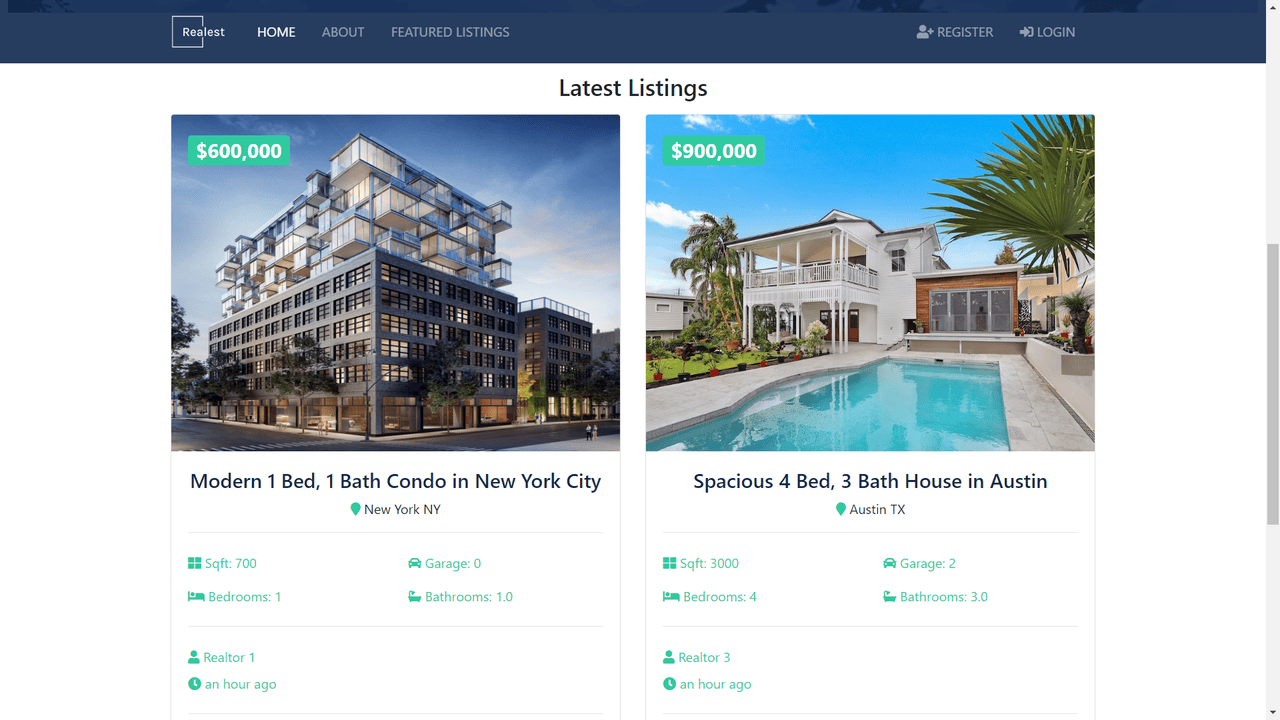 Realest HOME ABOUT FEATURED LISTINGS REGISTER LOGIN
Latest Listings
$600,000
Modern 1 Bed, 1 Bath Condo in New York City
New York NY
Sqft: 700 Garage: 0
Bedrooms: 1 Bathrooms: 1.0
Realtor 1
an hour ago
$900,000
Spacious 4 Bed, 3 Bath House in Austin
Austin TX
Sqft: 3000 Garage: 2
Bedrooms: 4 Bathrooms: 3.0
Realtor 3
an hour ago